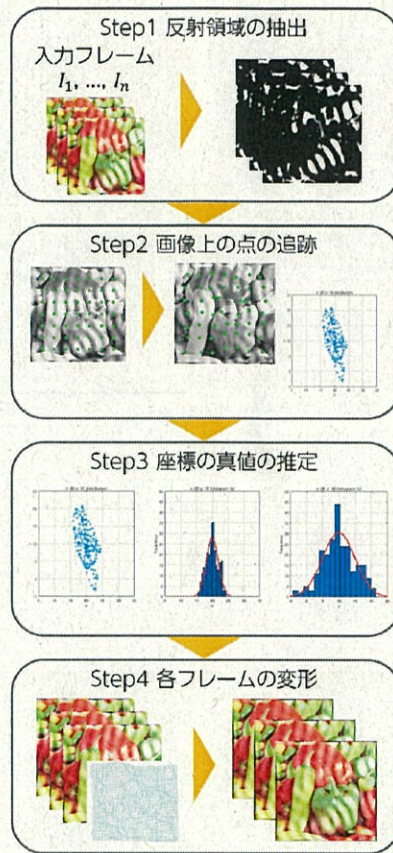 Step1 反射領域の抽出
入力フレーム
I₁, ..., Iₙ
Step2 画像上の点の追跡
Step3 座標の真値の推定
Step4 各フレームの変形